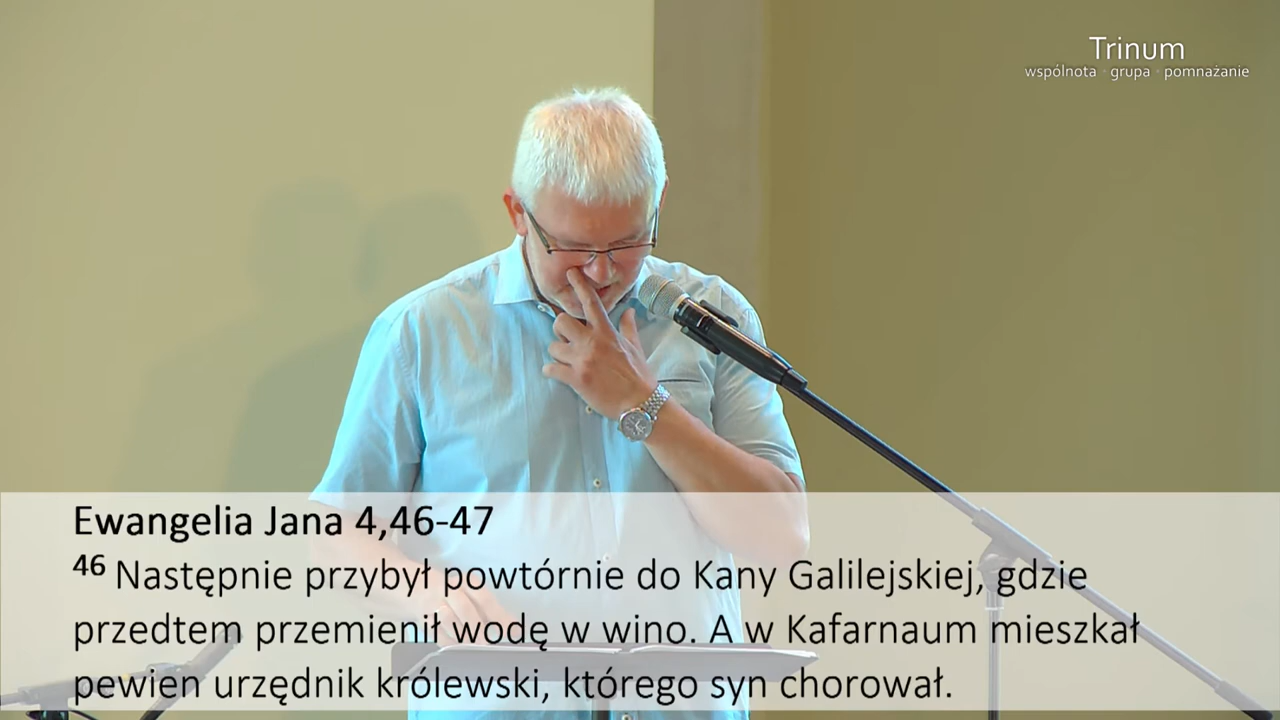 Trinum
wspólnota · grupa · pomnażanie
Ewangelia Jana 4,46-47
46 Następnie przybył powtórnie do Kany Galilejskiej, gdzie
przedtem przemienił wodę w wino. A w Kafarnaum mieszkał
pewien urzędnik królewski, którego syn chorował.